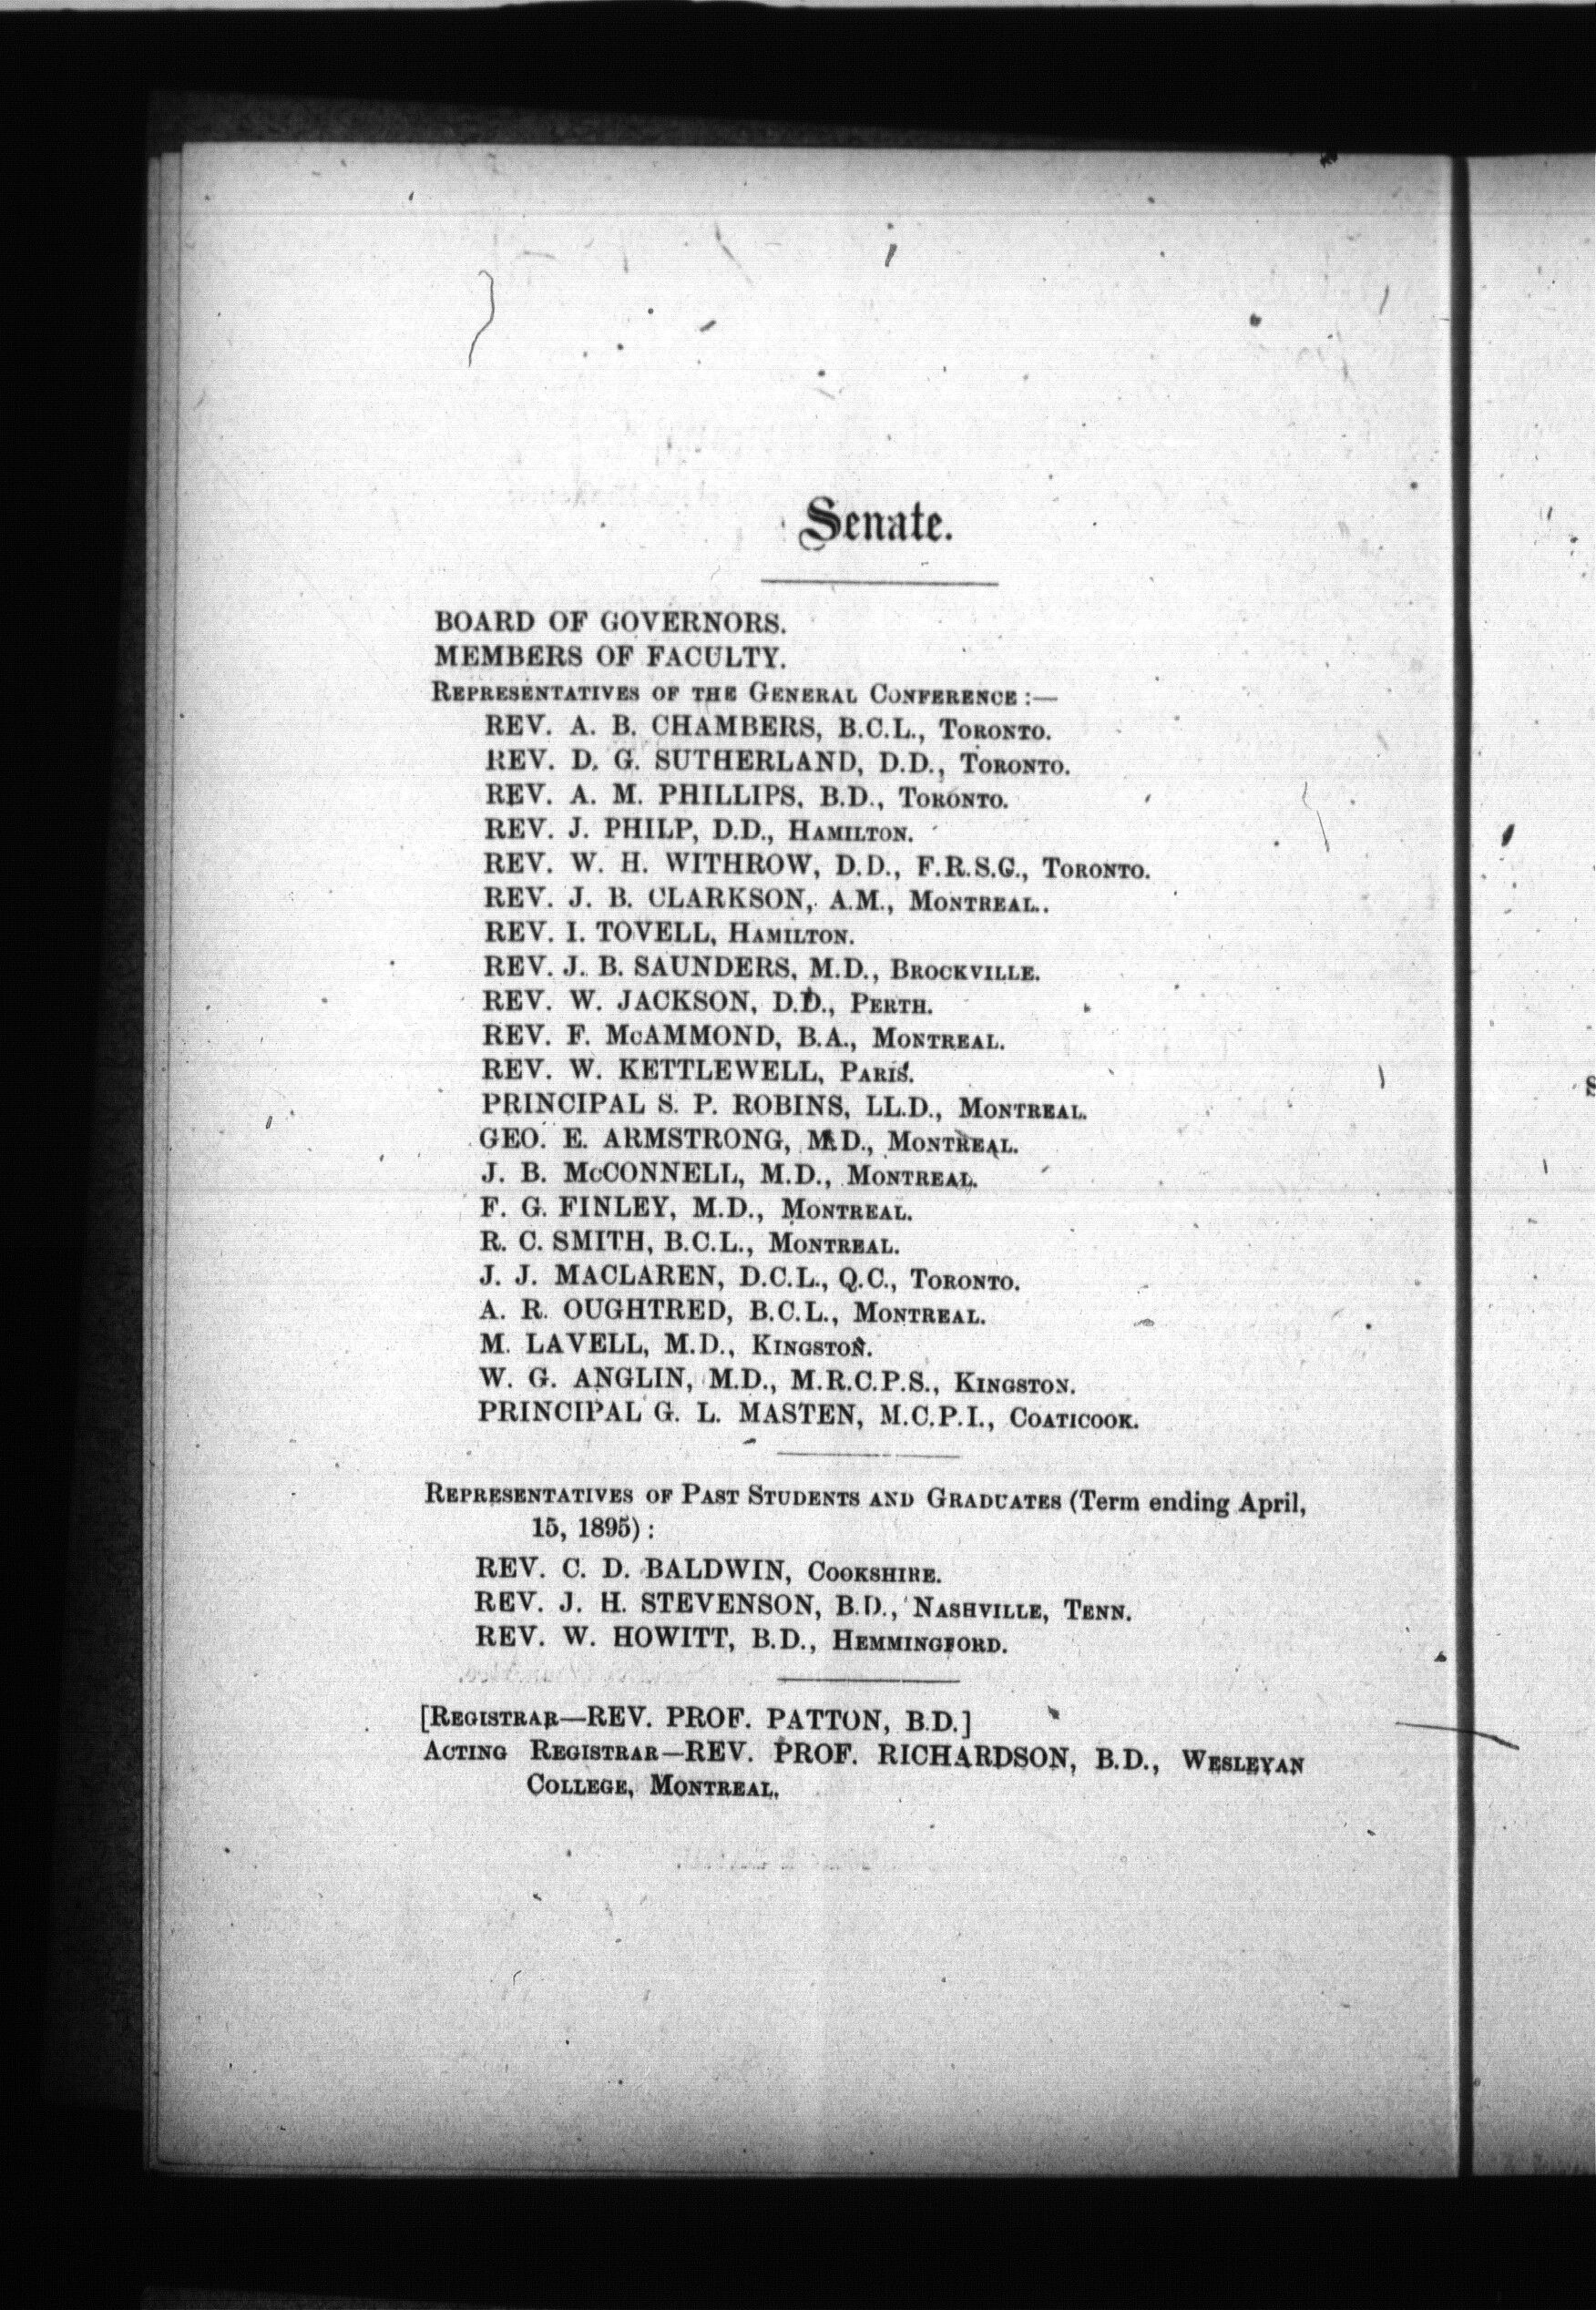 Senate.
BOARD OF GOVERNORS.
MEMBERS OF FACULTY.
REPRESENTATIVES OF THE GENERAL CONFERENCE :—
REV. A. B. CHAMBERS, B.C.L., TORONTO.
REV. D. G. SUTHERLAND, D.D., TORONTO.
REV. A. M. PHILLIPS, B.D., TORONTO.
REV. J. PHILP, D.D., HAMILTON.
REV. W. H. WITHROW, D.D., F.R.S.G., TORONTO.
REV. J. B. CLARKSON, A.M., MONTREAL.
REV. I. TOVELL, HAMILTON.
REV. J. B. SAUNDERS, M.D., BROCKVILLE.
REV. W. JACKSON, D.D., PERTH.
REV. F. McAMMOND, B.A., MONTREAL.
REV. W. KETTLEWELL, PARIS.
PRINCIPAL S. P. ROBINS, LL.D., MONTREAL.
GEO. E. ARMSTRONG, M.D., MONTREAL.
J. B. McCONNELL, M.D., MONTREAL.
F. G. FINLEY, M.D., MONTREAL.
R. C. SMITH, B.C.L., MONTREAL.
J. J. MACLAREN, D.C.L., Q.C., TORONTO.
A. R. OUGHTRED, B.C.L., MONTREAL.
M. LAVELL, M.D., KINGSTON.
W. G. ANGLIN, M.D., M.R.C.P.S., KINGSTON.
PRINCIPAL G. L. MASTEN, M.C.P.I., COATICOOK.
REPRESENTATIVES OF PAST STUDENTS AND GRADUATES (Term ending April,
15, 1895) :
REV. C. D. BALDWIN, COOKSHIRE.
REV. J. H. STEVENSON, B.D., NASHVILLE, TENN.
REV. W. HOWITT, B.D., HEMMINGFORD.
[REGISTRAR—REV. PROF. PATTON, B.D.]
ACTING REGISTRAR—REV. PROF. RICHARDSON, B.D., WESLEYAN
COLLEGE, MONTREAL.